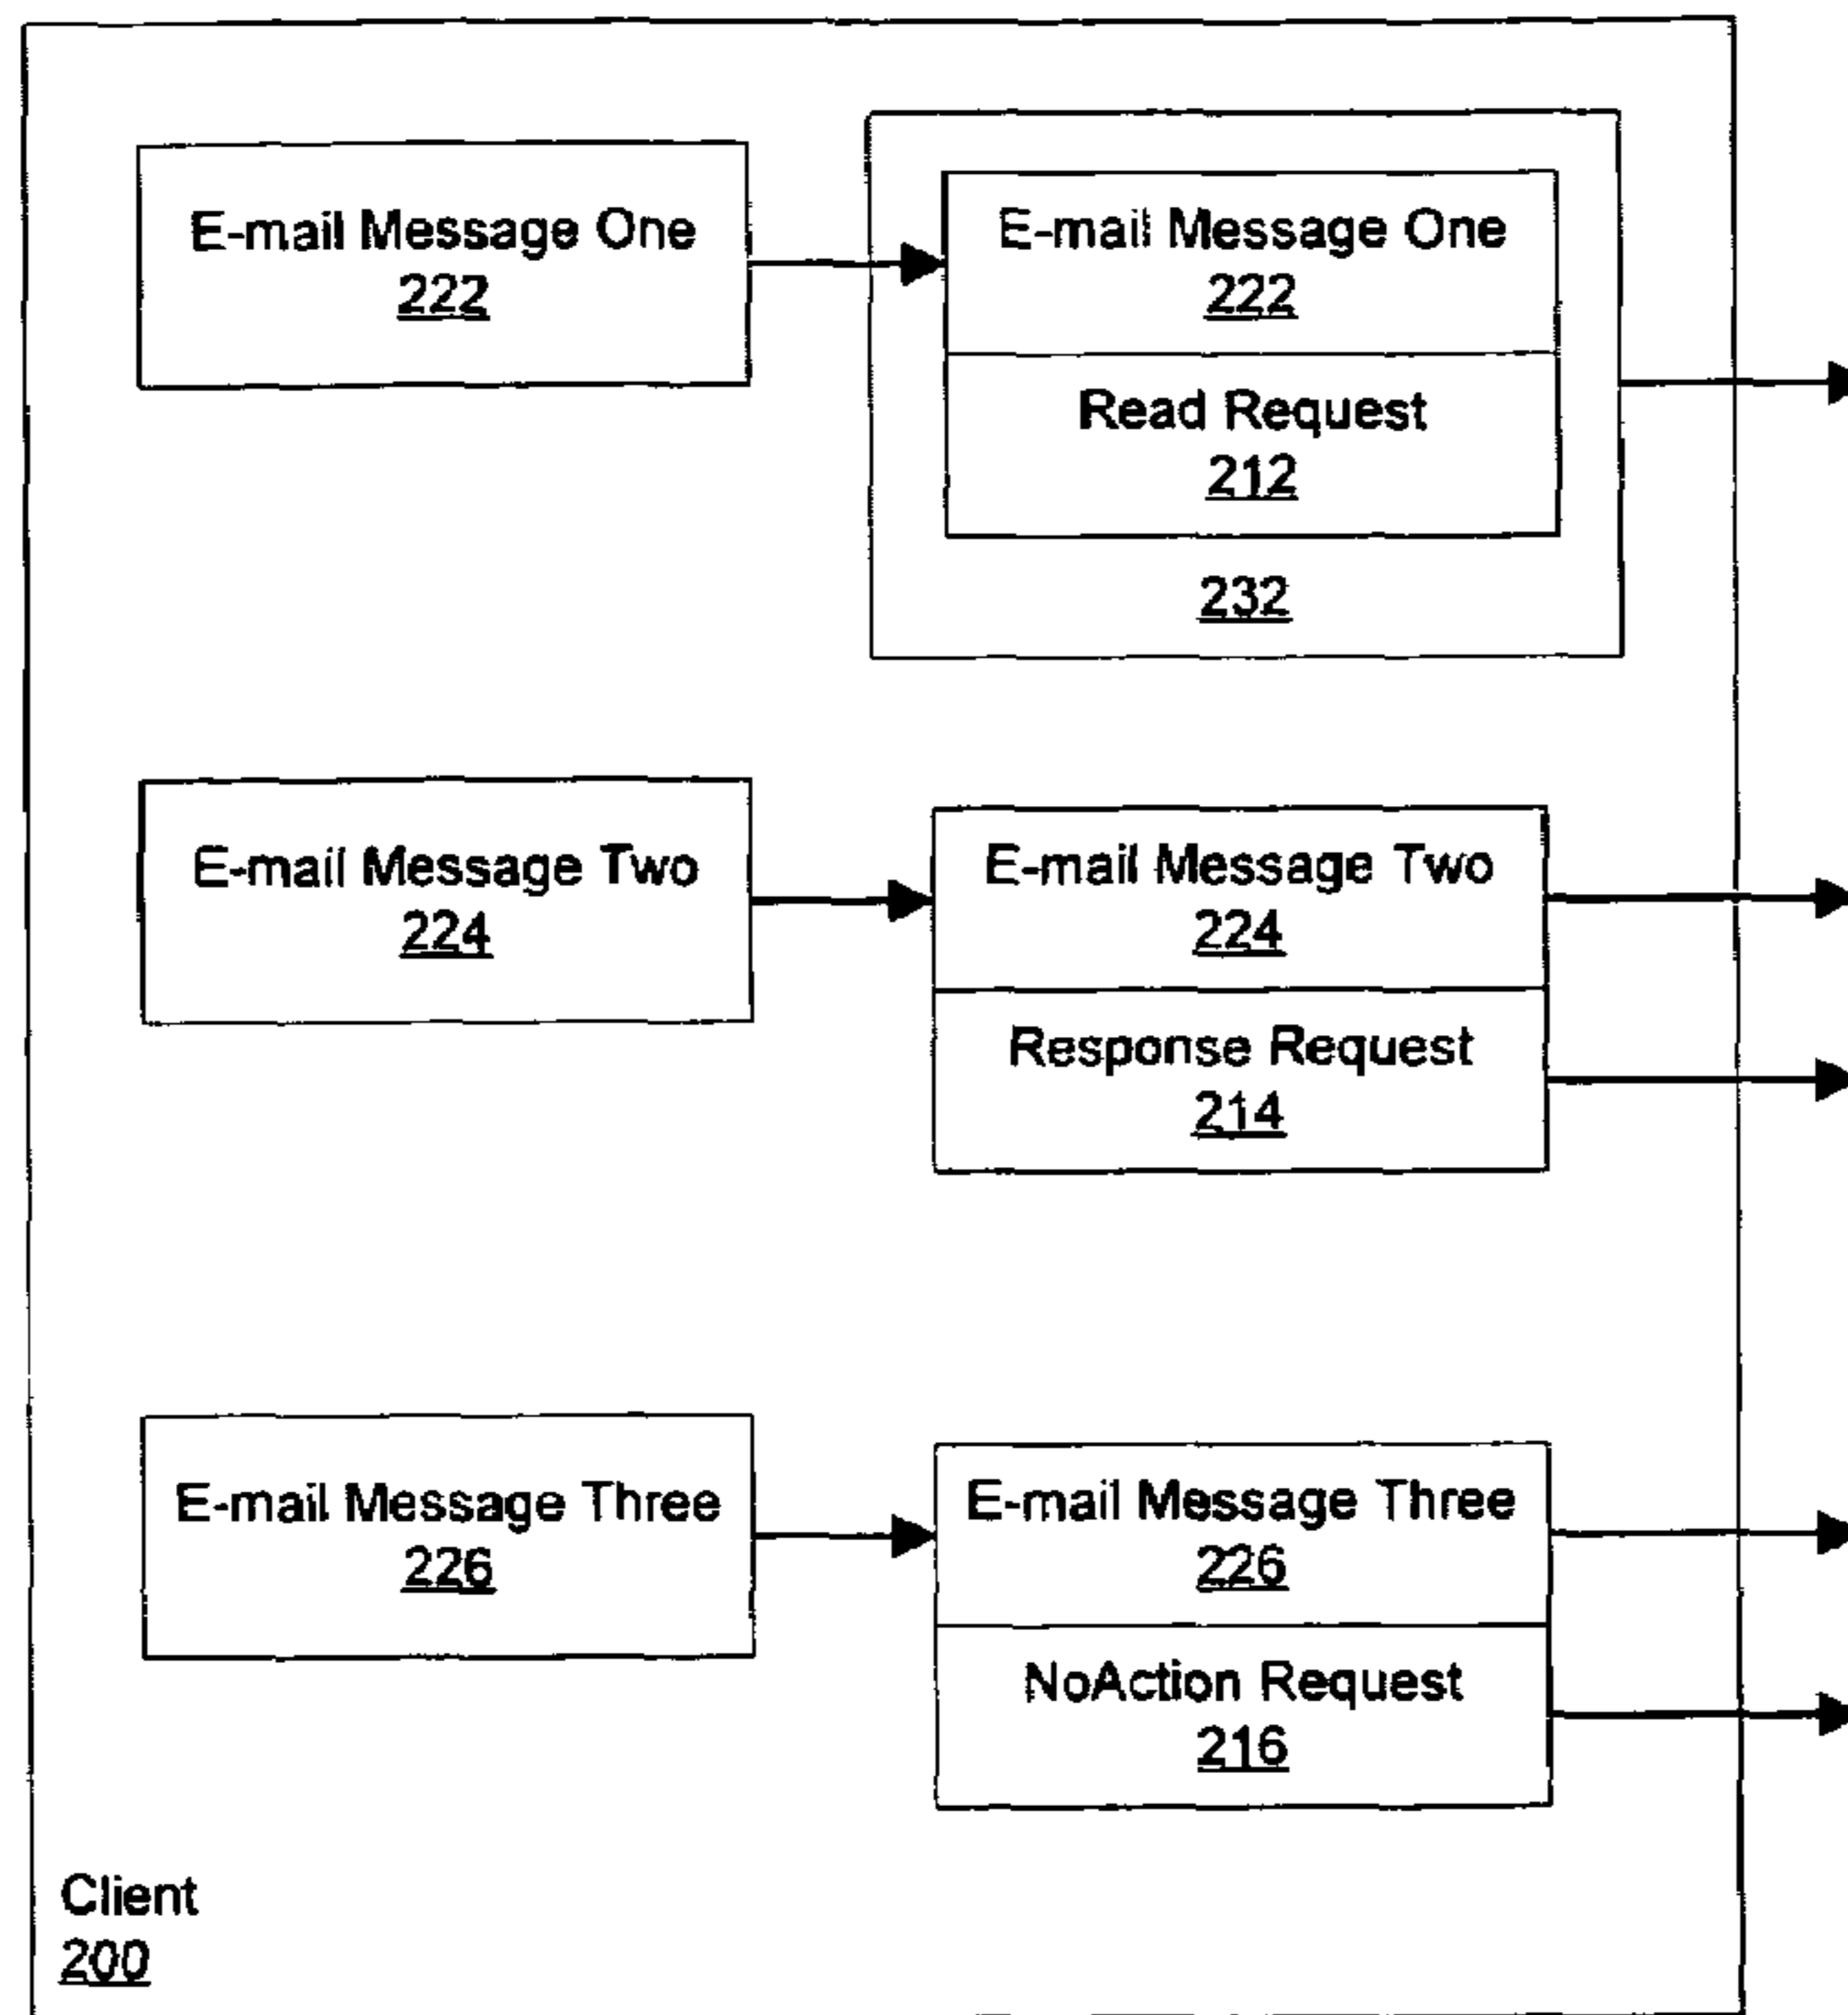 E-mail Message One
222
E-mail Message One
222
Read Request
212
232
E-mail Message Two
224
E-mail Message Two
224
Response Request
214
E-mail Message Three
226
E-mail Message Three
226
NoAction Request
216
Client
200